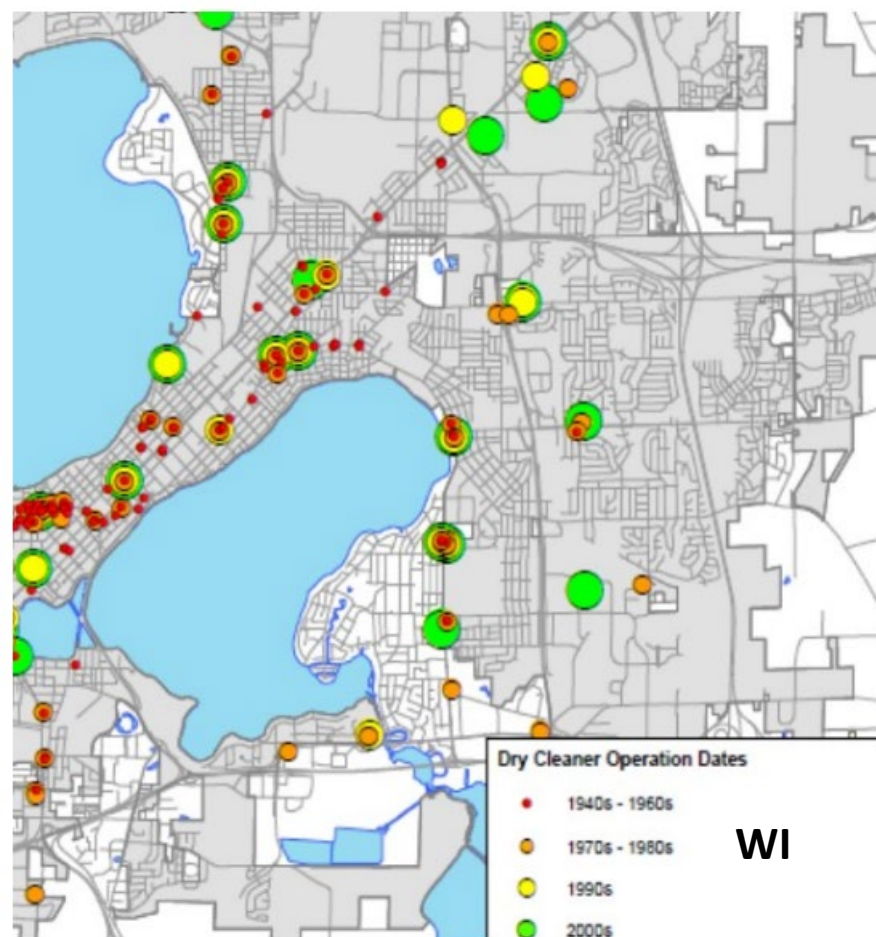 Dry Cleaner Operation Dates
1940s - 1960s
1970s - 1980s
WI
1990s
2000s